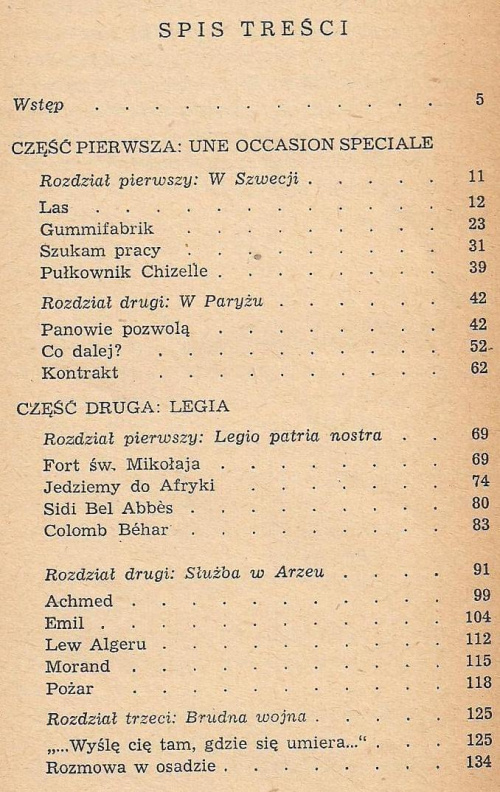 SPIS TREŚCI
Wstęp . . . . . . . . . . . . 5
CZĘŚĆ PIERWSZA: UNE OCCASION SPECIALE
Rozdział pierwszy: W Szwecji . . . . . 11
Las . . . . . . . . . . . . 12
Gummifabrik . . . . . . . . . 23
Szukam pracy . . . . . . . . . 31
Pułkownik Chizelle . . . . . . . . 39
Rozdział drugi: W Paryżu . . . . . . 42
Panowie pozwolą . . . . . . . . 42
Co dalej? . . . . . . . . . . 52
Kontrakt . . . . . . . . . . 62
CZĘŚĆ DRUGA: LEGIA
Rozdział pierwszy: Legio patria nostra . . 69
Fort św. Mikołaja . . . . . . . . 69
Jedziemy do Afryki . . . . . . . 74
Sidi Bel Abbès . . . . . . . . . 80
Colomb Béhar . . . . . . . . . 83
Rozdział drugi: Służba w Arzeu . . . . 91
Achmed . . . . . . . . . . . 99
Emil . . . . . . . . . . . . 104
Lew Algeru . . . . . . . . . . 112
Morand . . . . . . . . . . . 115
Pożar . . . . . . . . . . . 118
Rozdział trzeci: Brudna wojna . . . . . 125
„...Wyślę cię tam, gdzie się umiera...“ . . . 125
Rozmowa w osadzie . . . . . . . . 134